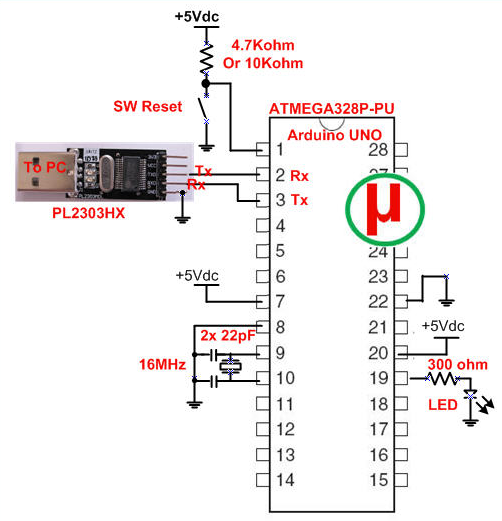 +5Vdc
4.7Kohm
Or 10Kohm
SW Reset
ATMEGA328P-PU
Arduino UNO
To PC
Tx
Rx
PL2303HX
1
2 Rx
3 Tx
4
5
6
+5Vdc
7
8
2x 22pF
9
16MHz
10
11
12
13
14
28
27
µ
24
23
22
21
+5Vdc
20
300 ohm
19
LED
18
17
16
15